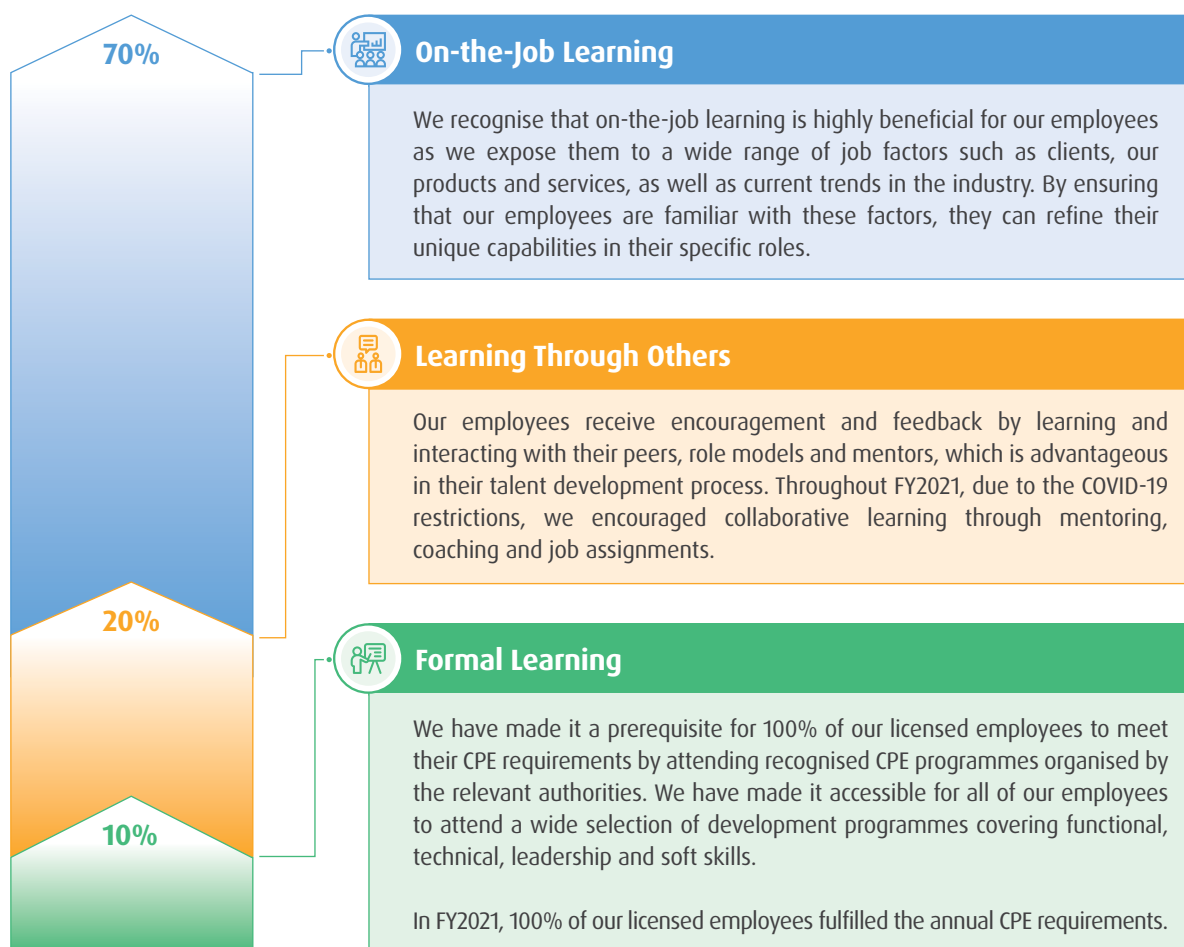 70%
On-the-Job Learning
We recognise that on-the-job learning is highly beneficial for our employees
as we expose them to a wide range of job factors such as clients, our
products and services, as well as current trends in the industry. By ensuring
that our employees are familiar with these factors, they can refine their
unique capabilities in their specific roles.
20%
Learning Through Others
Our employees receive encouragement and feedback by learning and
interacting with their peers, role models and mentors, which is advantageous
in their talent development process. Throughout FY2021, due to the COVID-19
restrictions, we encouraged collaborative learning through mentoring,
coaching and job assignments.
10%
Formal Learning
We have made it a prerequisite for 100% of our licensed employees to meet
their CPE requirements by attending recognised CPE programmes organised by
the relevant authorities. We have made it accessible for all of our employees
to attend a wide selection of development programmes covering functional,
technical, leadership and soft skills.
In FY2021, 100% of our licensed employees fulfilled the annual CPE requirements.